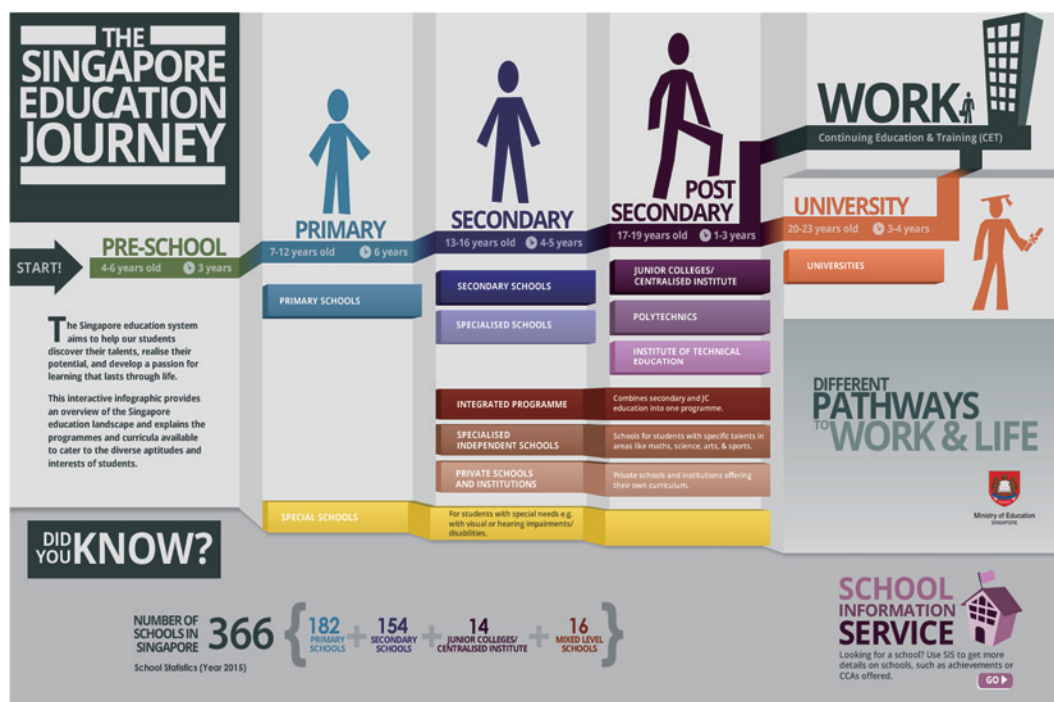 THE
SINGAPORE
EDUCATION
JOURNEY
START!
PRE-SCHOOL
4-6 years old 3 years
PRIMARY
7-12 years old 6 years
SECONDARY
13-16 years old 4-5 years
POST
SECONDARY
17-19 years old 1-3 years
WORK
Continuing Education & Training (CET)
UNIVERSITY
20-23 years old 3-4 years
PRIMARY SCHOOLS
SECONDARY SCHOOLS
SPECIALISED SCHOOLS
JUNIOR COLLEGES/
CENTRALISED INSTITUTE
POLYTECHNICS
INSTITUTE OF TECHNICAL
EDUCATION
UNIVERSITIES
The Singapore education system
aims to help our students
discover their talents, realise their
potential, and develop a passion for
learning that lasts through life.
This interactive infographic provides
an overview of the Singapore
education landscape and explains the
programmes and curricula available
to cater to the diverse aptitudes and
interests of students.
INTEGRATED PROGRAMME
Combines secondary and JC
education into one programme.
SPECIALISED
INDEPENDENT SCHOOLS
Schools for students with specific talents in
areas like maths, science, arts, & sports.
PRIVATE SCHOOLS
AND INSTITUTIONS
Private schools and institutions offering
their own curriculum.
SPECIAL SCHOOLS
For students with special needs e.g.
with visual or hearing impairments/
disabilities.
DIFFERENT
PATHWAYS
TO WORK & LIFE
Ministry of Education
SINGAPORE
DID
YOU KNOW?
NUMBER OF
SCHOOLS IN
SINGAPORE
366
{
182
PRIMARY
SCHOOLS
+
154
SECONDARY
SCHOOLS
+
14
JUNIOR COLLEGES/
CENTRALISED INSTITUTE
+
16
MIXED LEVEL
SCHOOLS
}
School Statistics (Year 2015)
SCHOOL
INFORMATION
SERVICE
Looking for a school? Use SIS to get more
details on schools, such as achievements or
CCAs offered.
GO